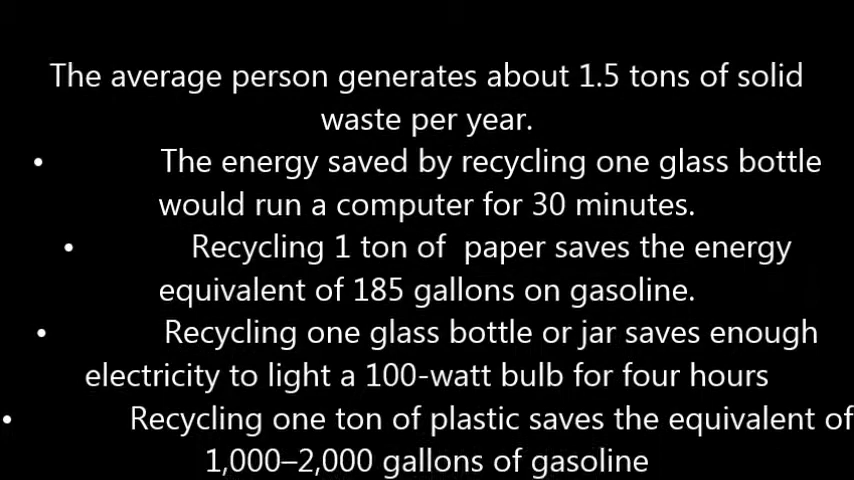 The average person generates about 1.5 tons of solid
waste per year.
• The energy saved by recycling one glass bottle
would run a computer for 30 minutes.
• Recycling 1 ton of  paper saves the energy
equivalent of 185 gallons on gasoline.
• Recycling one glass bottle or jar saves enough
electricity to light a 100-watt bulb for four hours
• Recycling one ton of plastic saves the equivalent of
1,000–2,000 gallons of gasoline